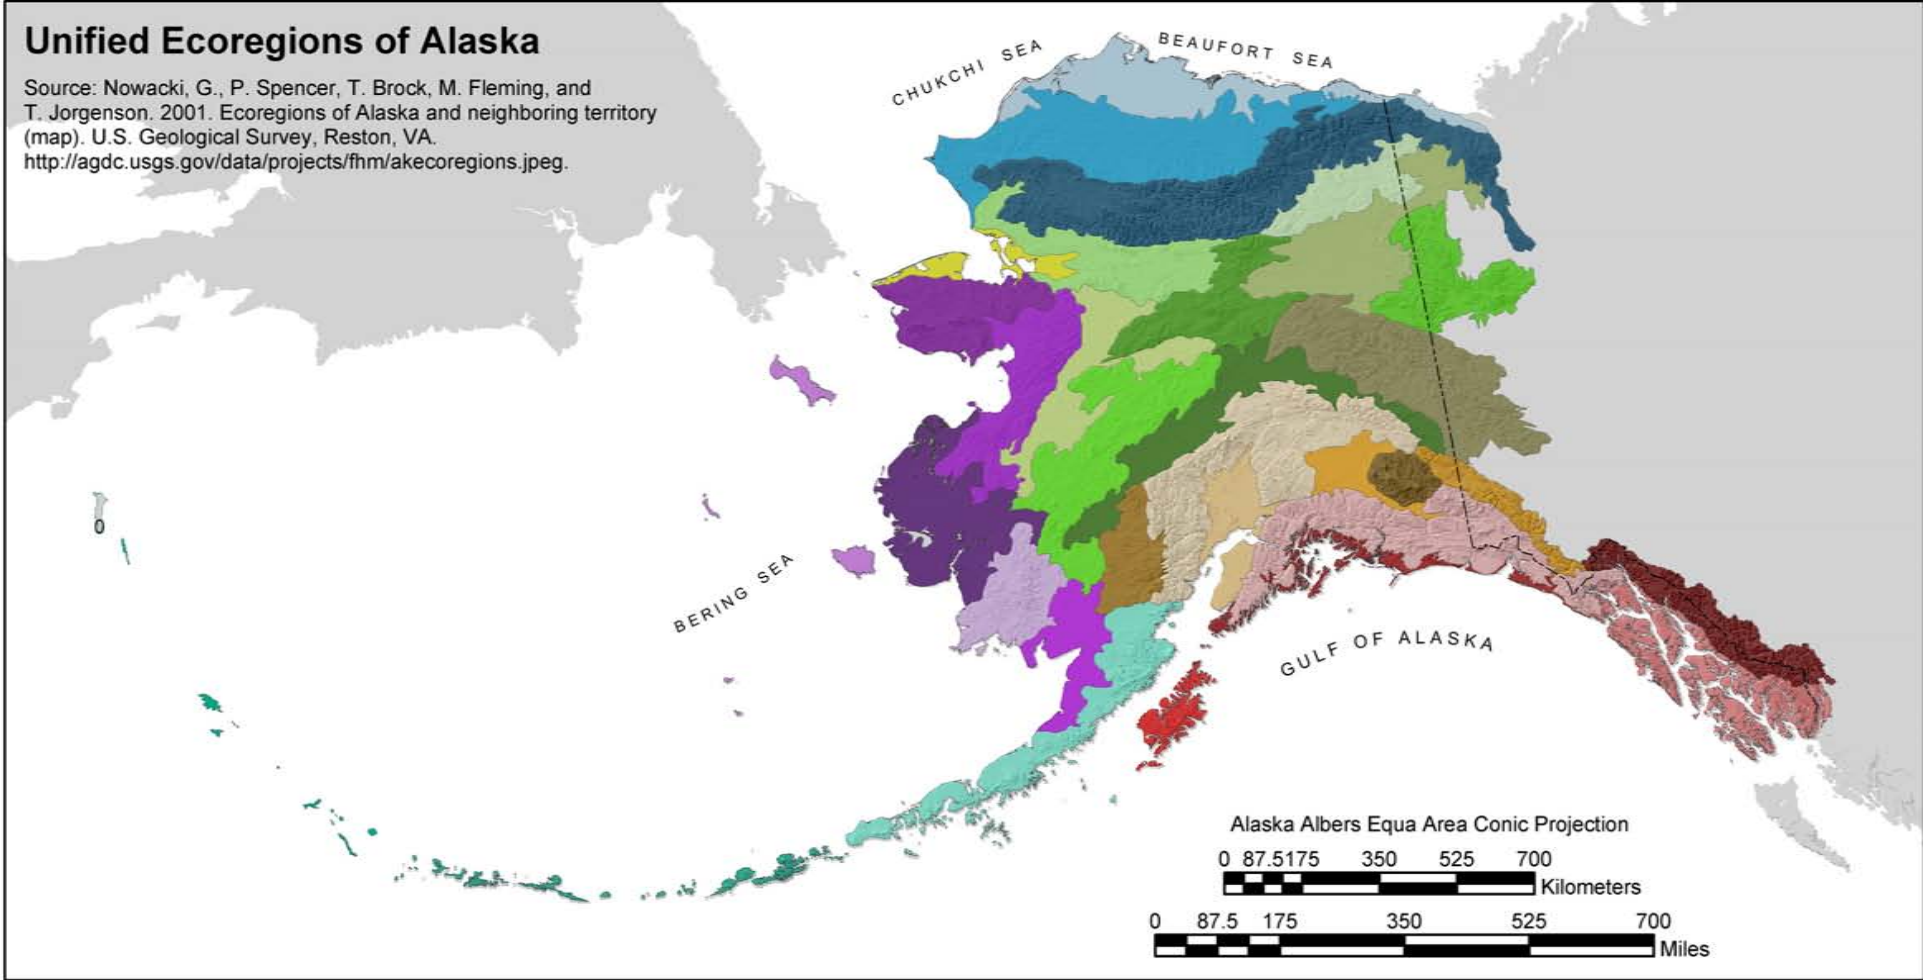 Unified Ecoregions of Alaska
Source: Nowacki, G., P. Spencer, T. Brock, M. Fleming, and
T. Jorgenson. 2001. Ecoregions of Alaska and neighboring territory
(map). U.S. Geological Survey, Reston, VA.
http://agdc.usgs.gov/data/projects/fhm/akecoregions.jpeg.
CHUKCHI SEA
BEAUFORT SEA
0
BERING SEA
GULF OF ALASKA
Alaska Albers Equa Area Conic Projection
0 87.5175 350 525 700
Kilometers
0 87.5 175 350 525 700
Miles